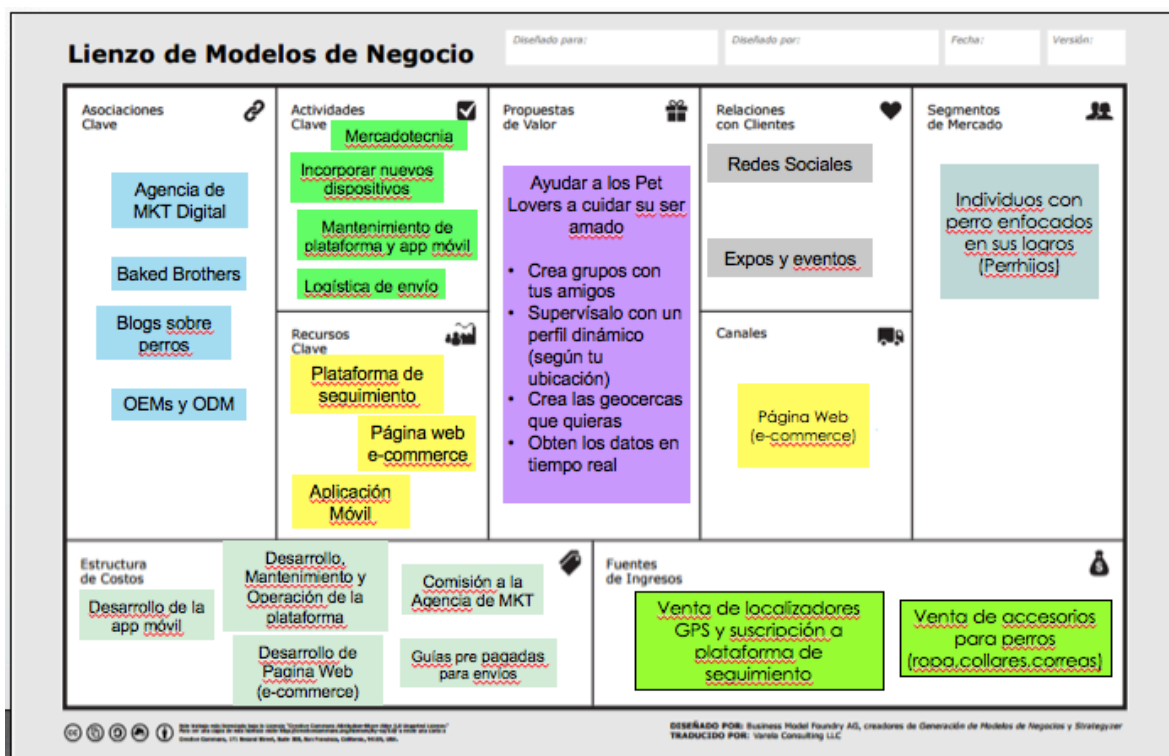 Lienzo de Modelos de Negocio
Diseñado para:
Diseñado por:
Fecha:
Versión:
Asociaciones
Clave
Agencia de
MKT Digital
Baked Brothers
Blogs sobre
perros
OEMs y ODM
Actividades
Clave
Mercadotecnia
Incorporar nuevos
dispositivos
Mantenimiento de
plataforma y app móvil
Logística de envío
Recursos
Clave
Plataforma de
seguimiento
Página web
e-commerce
Aplicación
Móvil
Propuestas
de Valor
Ayudar a los Pet
Lovers a cuidar su ser
amado
• Crea grupos con
tus amigos
• Supervísalo con un
perfil dinámico
(según tu
ubicación)
• Crea las geocercas
que quieras
• Obten los datos en
tiempo real
Relaciones
con Clientes
Redes Sociales
Expos y eventos
Canales
Página Web
(e-commerce)
Segmentos
de Mercado
Individuos con
perro enfocados
en sus logros
(Perrhijos)
Estructura
de Costos
Desarrollo de la
app móvil
Desarrollo,
Mantenimiento y
Operación de la
plataforma
Desarrollo de
Pagina Web
(e-commerce)
Comisión a la
Agencia de MKT
Guías pre pagadas
para envíos
Fuentes
de Ingresos
Venta de localizadores
GPS y suscripción a
plataforma de
seguimiento
Venta de accesorios
para perros
(ropa,collares,correas)
DISEÑADO POR: Business Model Foundry AG, creadores de Generación de Modelos de Negocios y Strategyzer
TRADUCIDO POR: Varela Consulting LLC